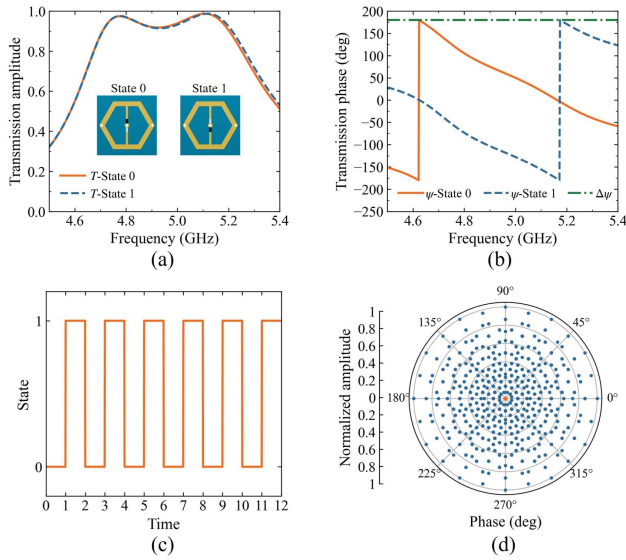 1.0
0.8
0.6
0.4
0.2
0.0
Transmission amplitude
State 0
State 1
T-State 0
T-State 1
4.6
4.8
5.0
5.2
5.4
Frequency (GHz)
(a)
200
150
100
50
0
−50
−100
−150
−200
−250
Transmission phase (deg)
ψ-State 0
ψ-State 1
Δψ
4.6
4.8
5.0
5.2
5.4
Frequency (GHz)
(b)
1
0
State
0 1 2 3 4 5 6 7 8 9 10 11 12
Time
(c)
1
0.8
0.6
0.4
0.2
0
0.2
0.4
0.6
0.8
1
Normalized amplitude
90°
135°
45°
180°
0°
225°
315°
270°
Phase (deg)
(d)